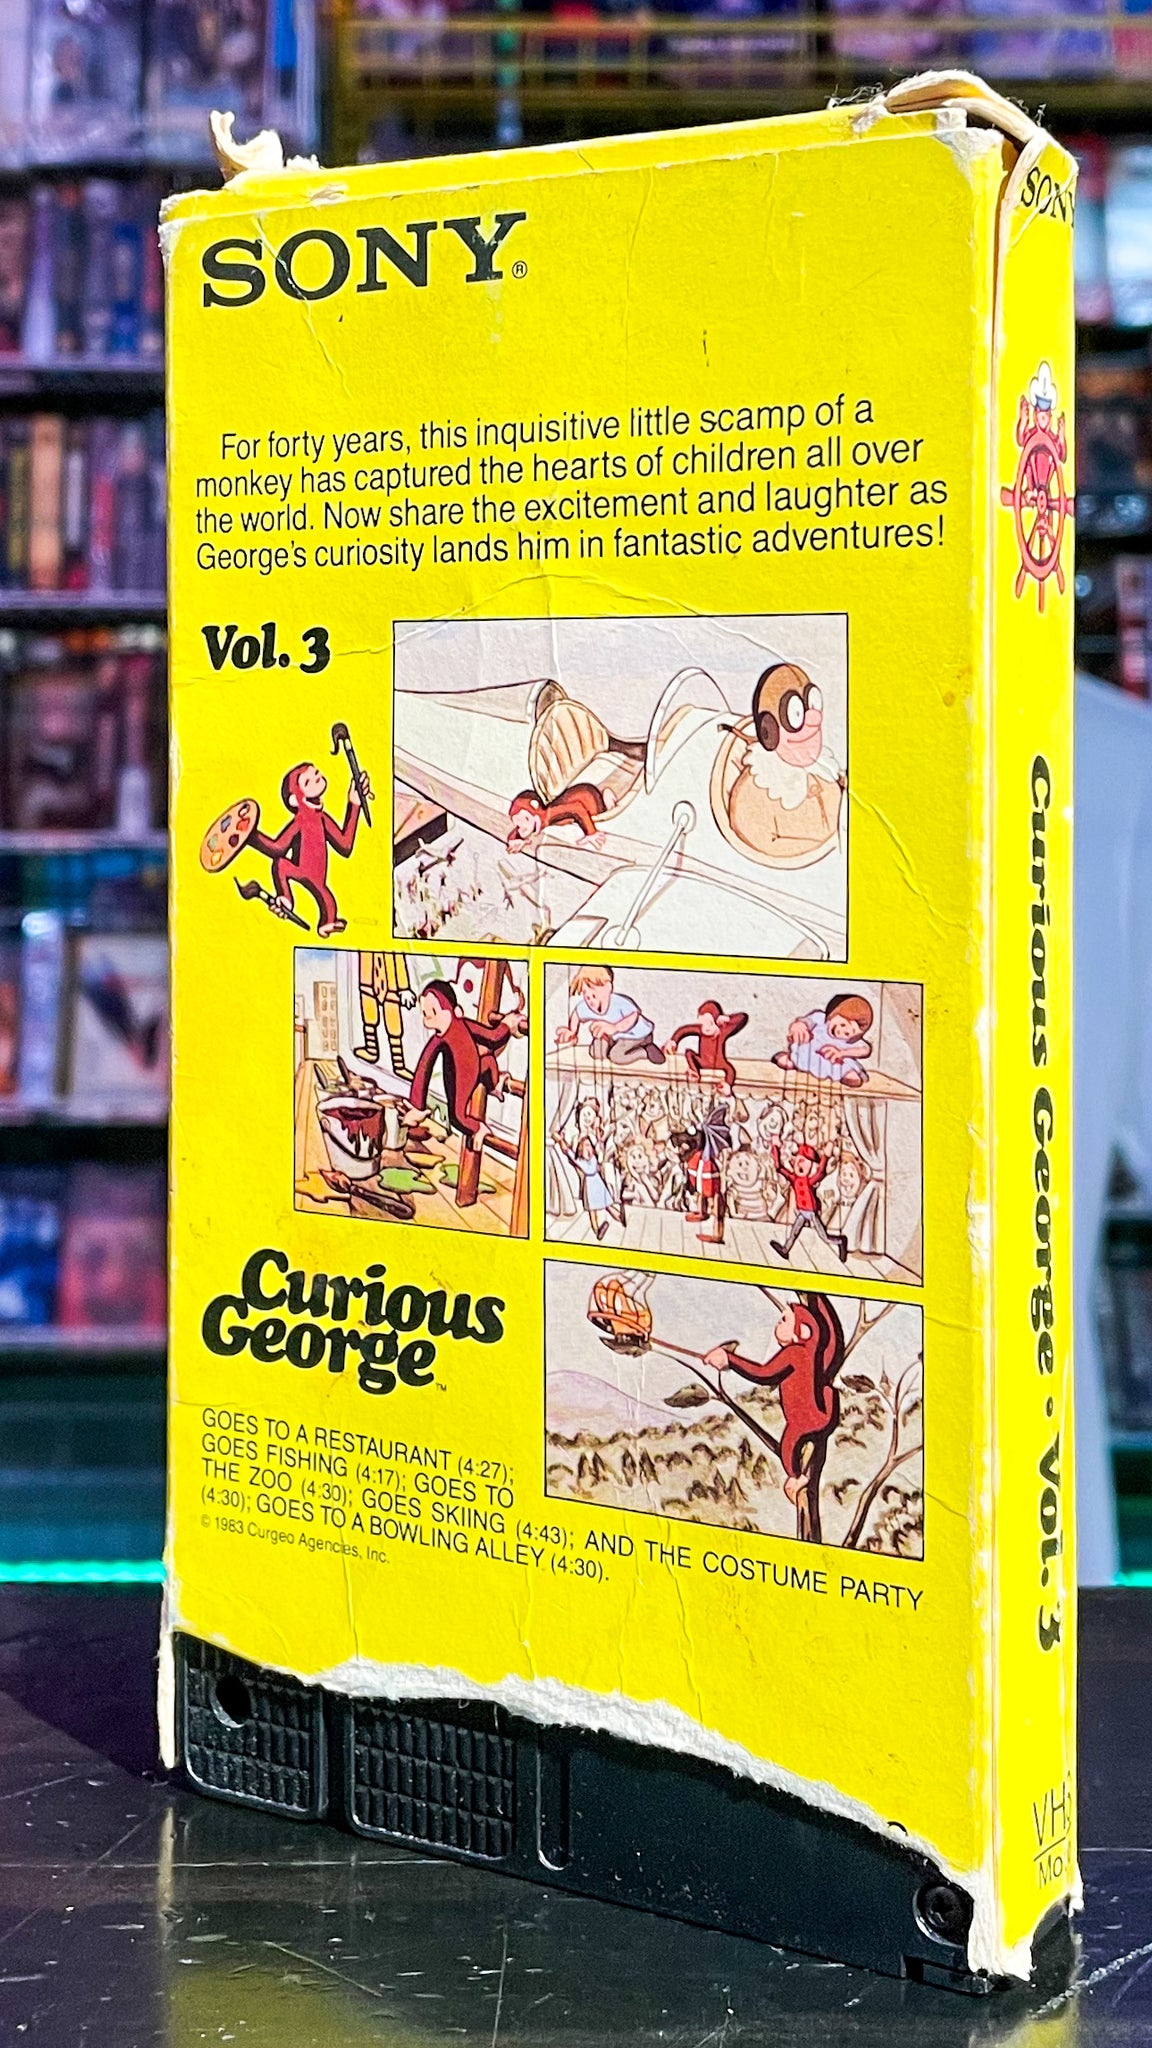 SONY®
For forty years, this inquisitive little scamp of a
monkey has captured the hearts of children all over
the world. Now share the excitement and laughter as
George's curiosity lands him in fantastic adventures!
Vol. 3
Curious
George™
GOES TO A RESTAURANT (4:27);
GOES FISHING (4:17); GOES TO
THE ZOO (4:30); GOES SKIING (4:43); AND THE COSTUME PARTY
(4:30); GOES TO A BOWLING ALLEY (4:30).
© 1983 Curgeo Agencies, Inc.
SONY
Curious George • Vol. 3
VHS